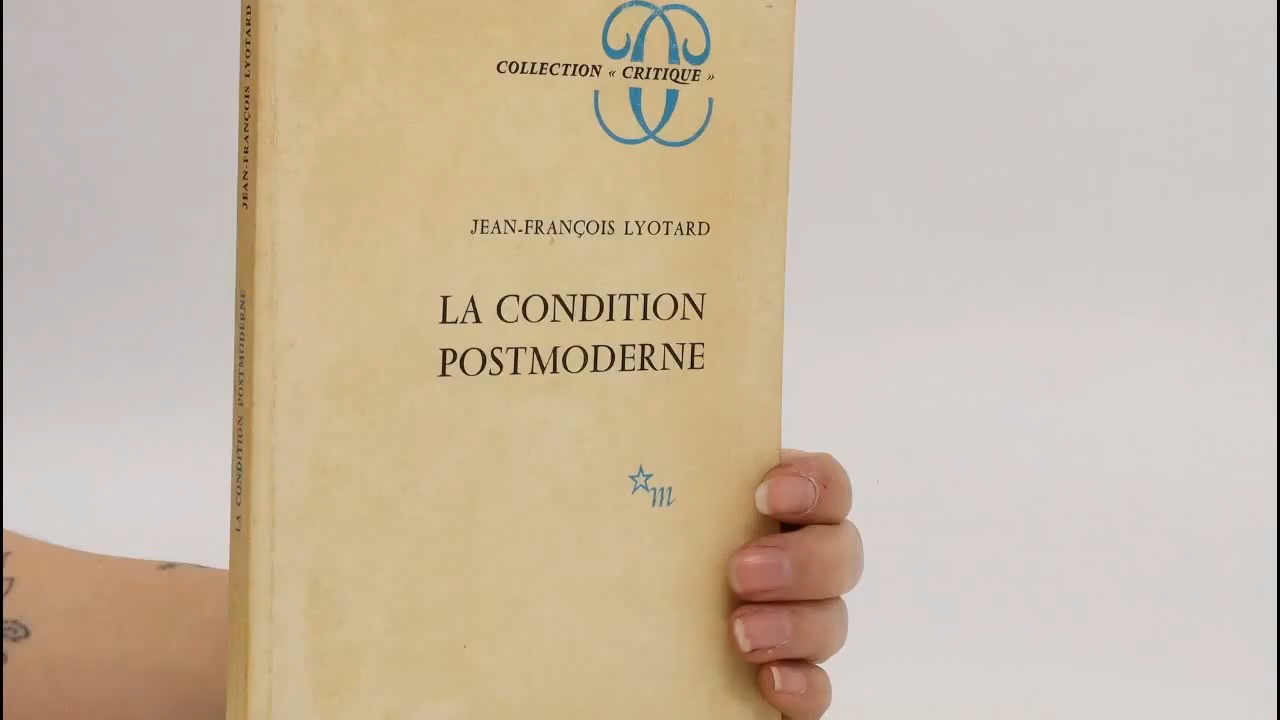 COLLECTION « CRITIQUE »
JEAN-FRANÇOIS LYOTARD
LA CONDITION
POSTMODERNE
m
JEAN-FRANÇOIS LYOTARD
LA CONDITION POSTMODERNE